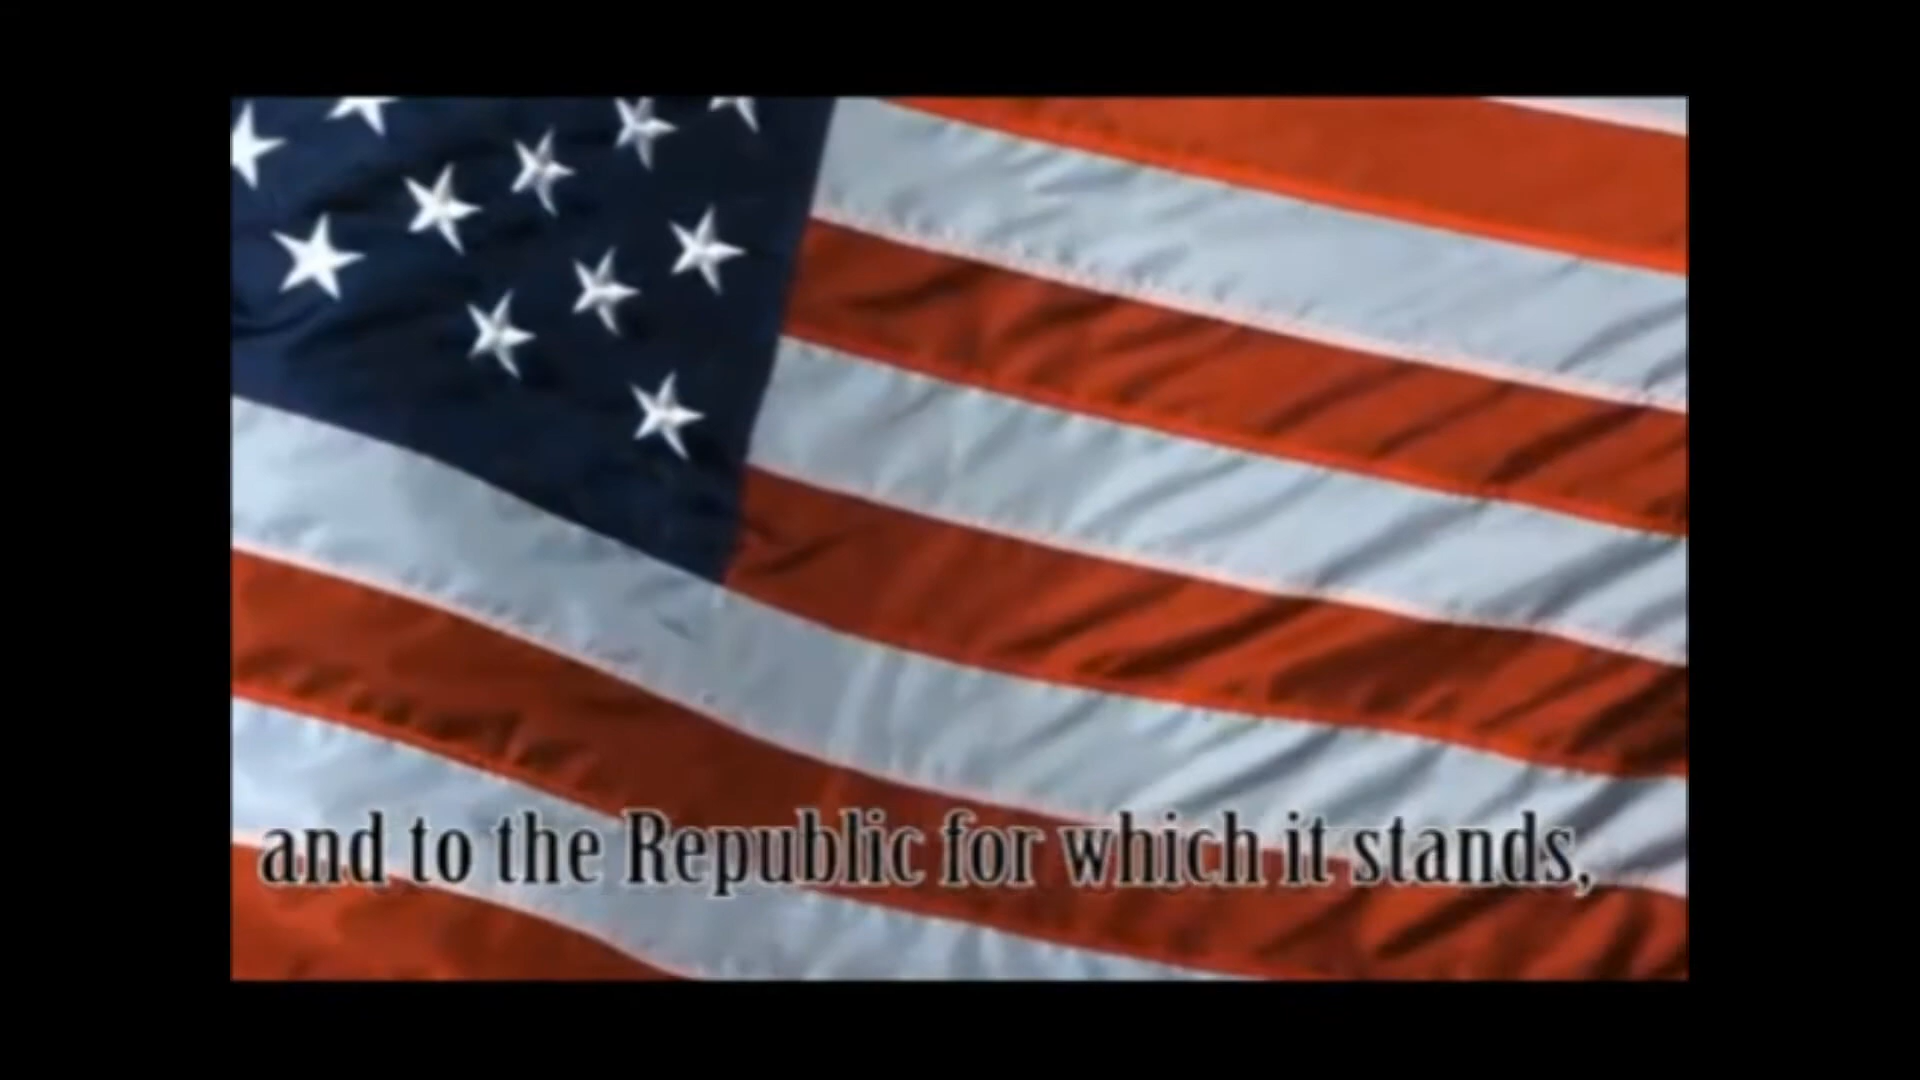 and to the Republic for which it stands,